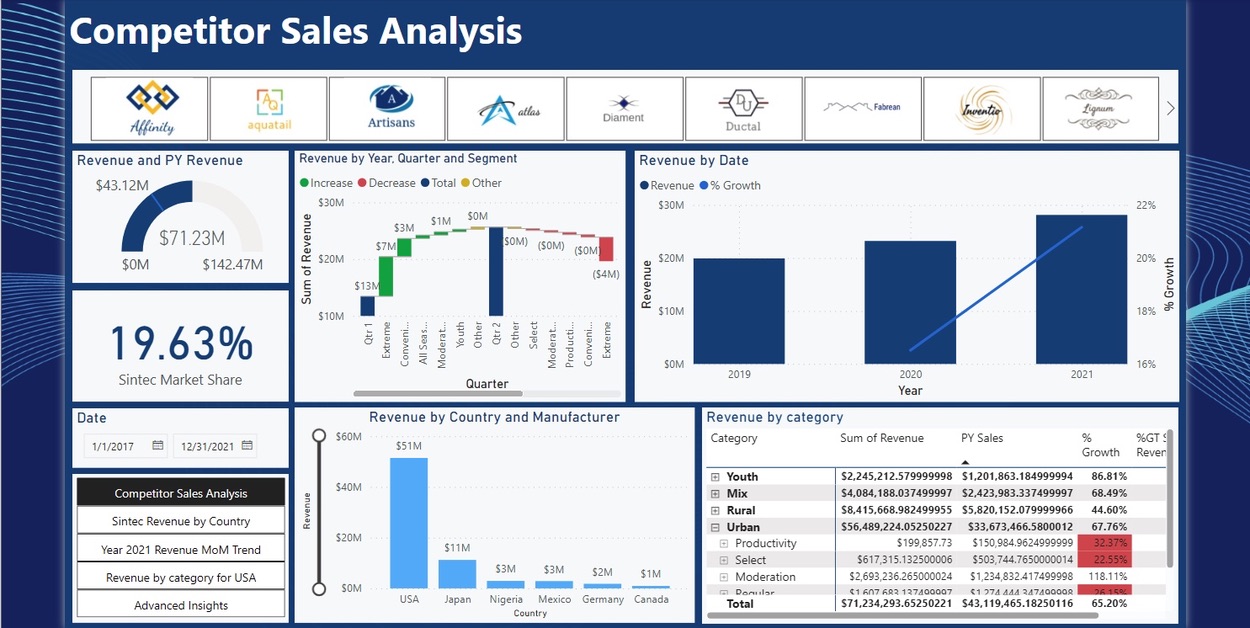 Competitor Sales Analysis
Affinity
AQ
aquatail
A
Artisans
atlas
Diament
DU
Ductal
Fabrean
Inventio
Lignum
Revenue and PY Revenue
$43.12M
$71.23M
$0M
$142.47M
19.63%
Sintec Market Share
Date
1/1/2017
12/31/2021
Competitor Sales Analysis
Sintec Revenue by Country
Year 2021 Revenue MoM Trend
Revenue by category for USA
Advanced Insights
Revenue by Year, Quarter and Segment
Increase Decrease Total Other
Sum of Revenue
$30M
$20M
$10M
$13M
$7M
$3M
$1M
$0M
($0M)
($0M)
($0M)
($4M)
Qtr 1
Extreme
Conveni...
All Seas...
Moderat...
Youth
Other
Qtr 2
Other
Select
Moderat...
Producti...
Conveni...
Extreme
Quarter
Revenue by Date
Revenue % Growth
Revenue
$30M
$20M
$10M
$0M
22%
20%
18%
16%
% Growth
2019 2020 2021
Year
Revenue by Country and Manufacturer
Revenue
$60M
$40M
$20M
$0M
$51M
$11M
$3M
$3M
$2M
$1M
USA Japan Nigeria Mexico Germany Canada
Country
Revenue by category
Category Sum of Revenue PY Sales % Growth %GT S Reven
Youth $2,245,212.579999998 $1,201,863.184999994 86.81%
Mix $4,084,188.037499997 $2,423,983.337499997 68.49%
Rural $8,415,668.982499955 $5,820,152.079999966 44.60%
Urban $56,489,224.05250227 $33,673,466.5800012 67.76%
Productivity $199,857.73 $150,984.9624999999 32.37%
Select $617,315.132500006 $503,744.7650000014 22.55%
Moderation $2,693,236.265000024 $1,234,832.417499998 118.11%
Regular $1,607,683.137499997 $1,274,444.347499998 26.15%
Total $71,234,293.65250221 $43,119,465.18250116 65.20%